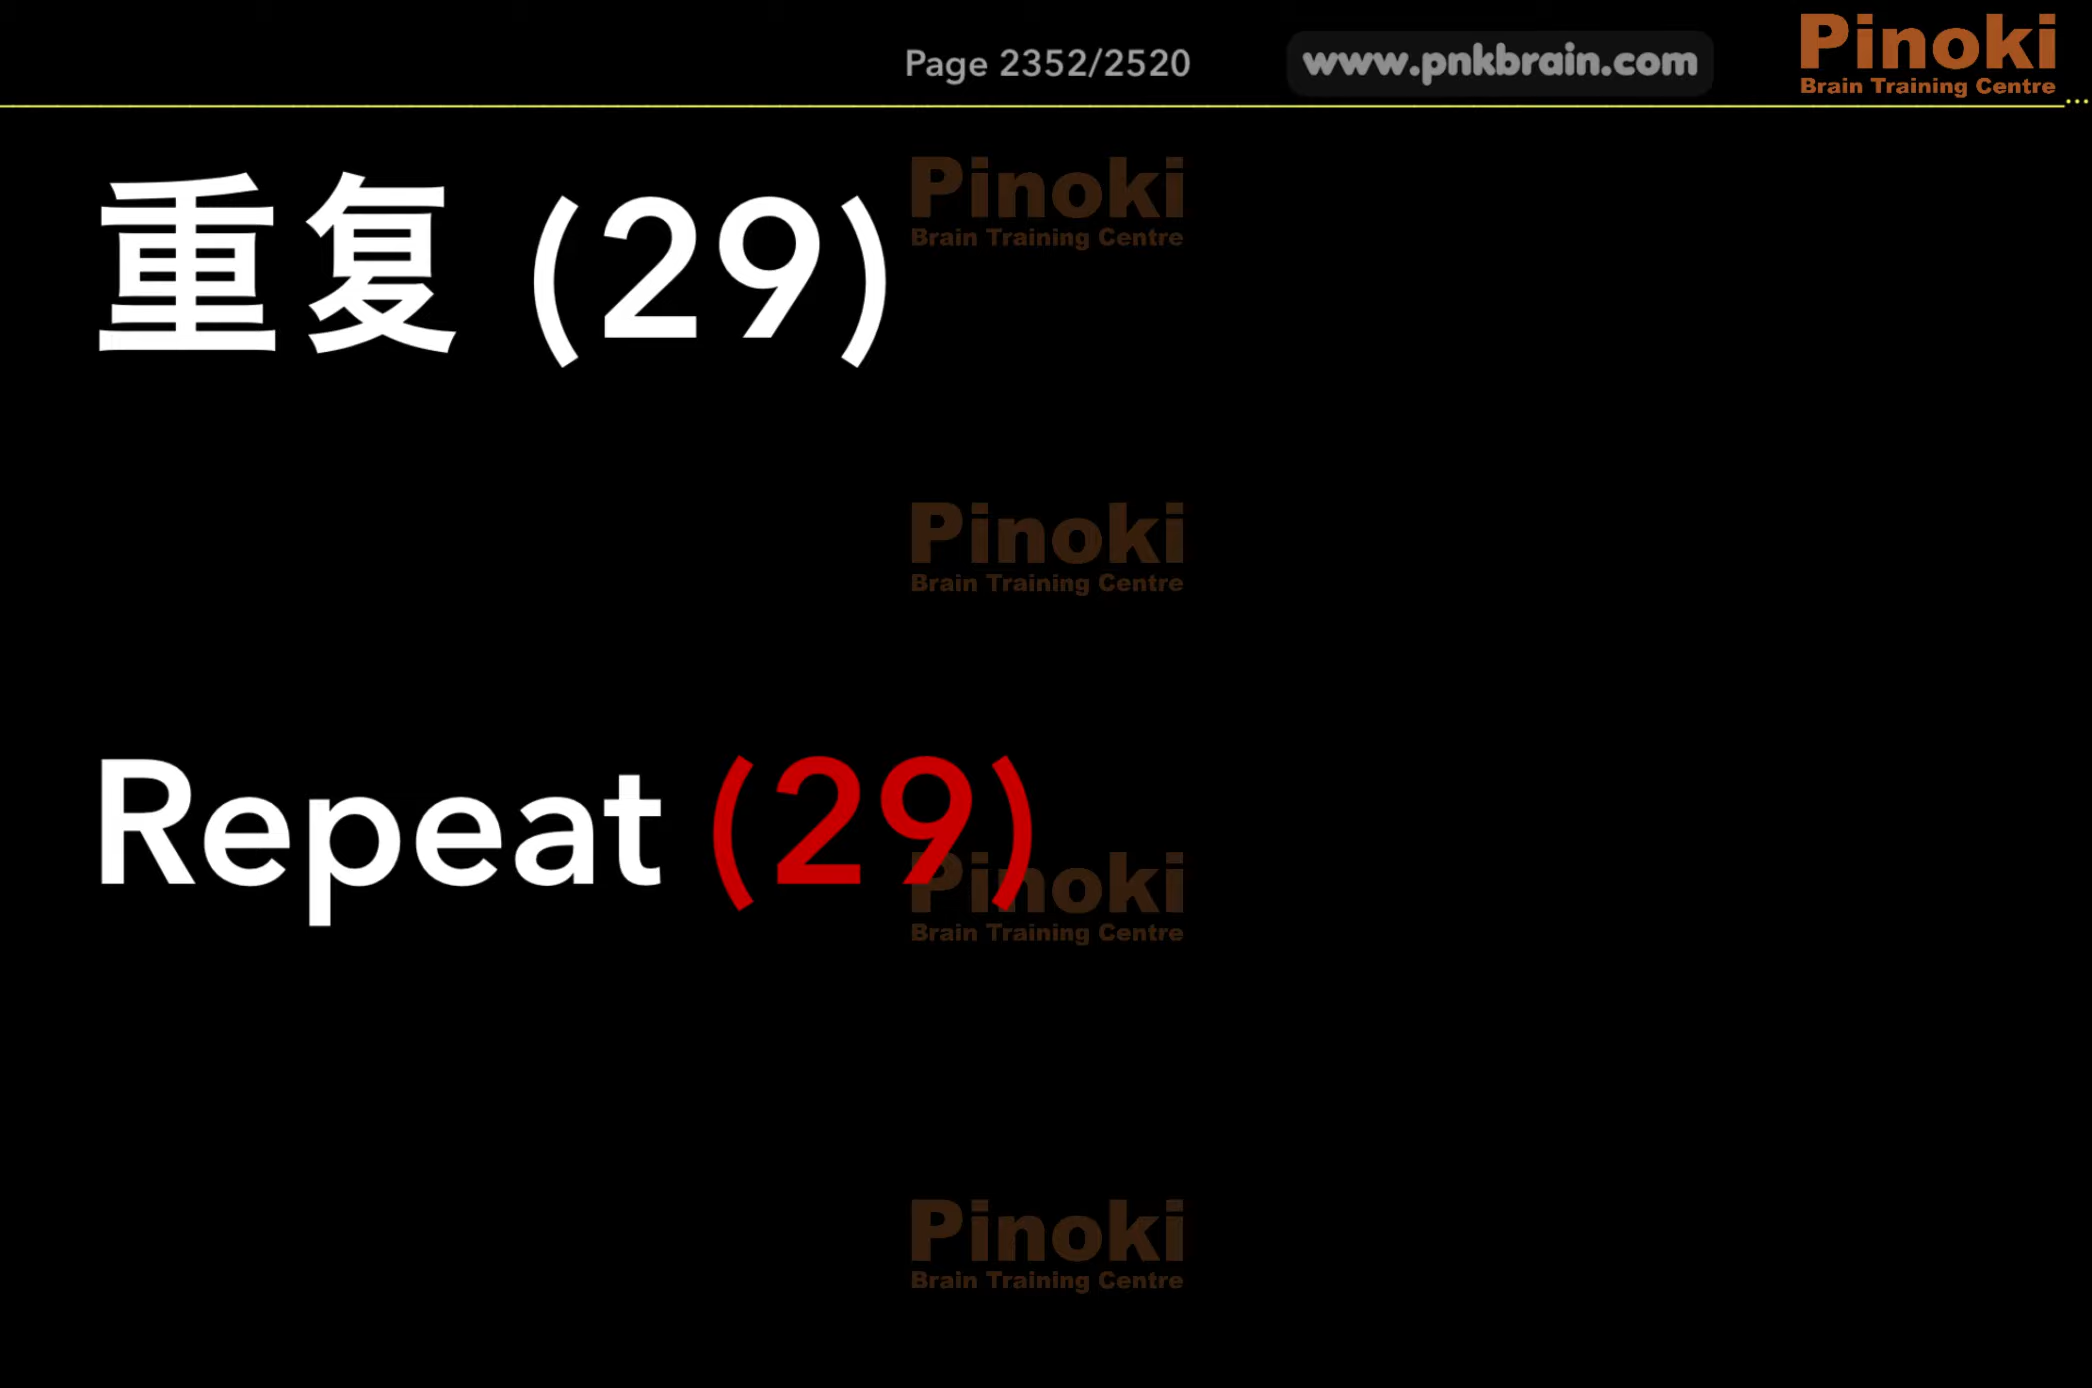 Page 2352/2520
www.pnkbrain.com
Pinoki
Brain Training Centre
重复 (29)
Pinoki
Brain Training Centre
Pinoki
Brain Training Centre
Repeat (29)
Pinoki
Brain Training Centre
Pinoki
Brain Training Centre